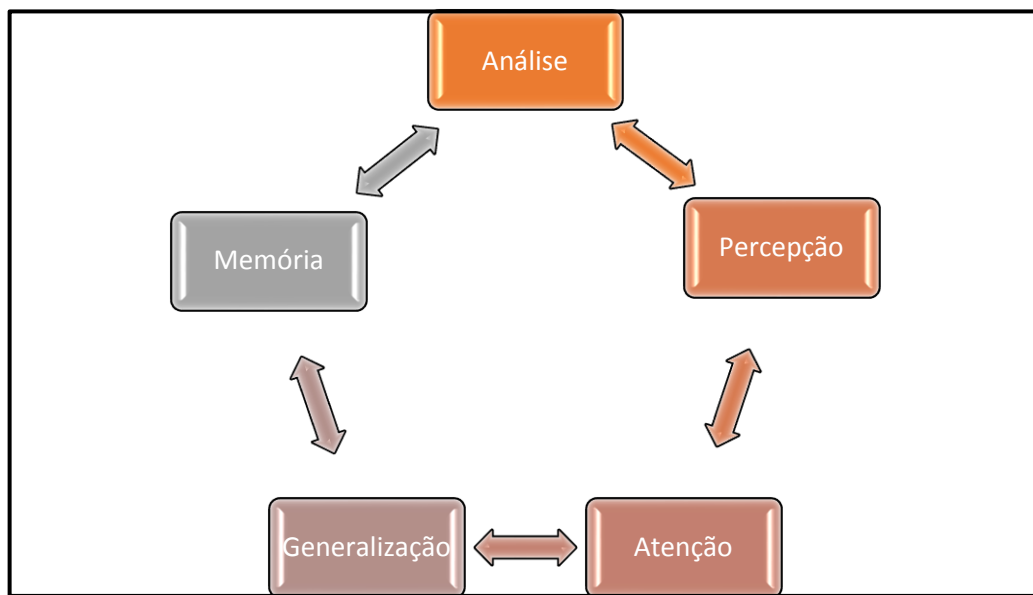 Análise
Memória
Percepção
Generalização
Atenção